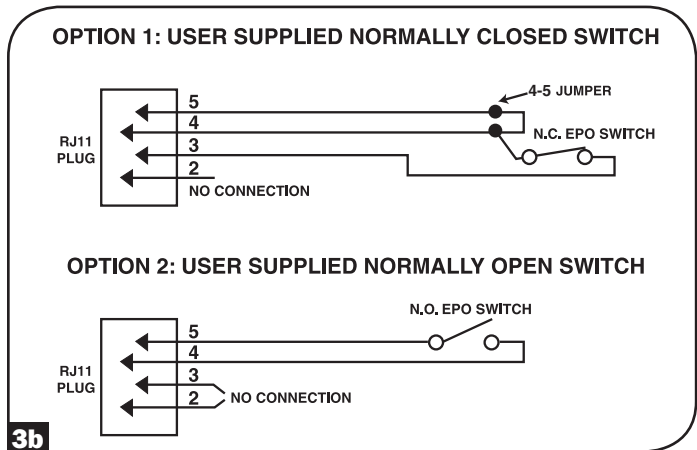 OPTION 1: USER SUPPLIED NORMALLY CLOSED SWITCH
RJ11
PLUG
5
4
3
2
NO CONNECTION
4-5 JUMPER
N.C. EPO SWITCH
OPTION 2: USER SUPPLIED NORMALLY OPEN SWITCH
RJ11
PLUG
5
4
3
2
NO CONNECTION
N.O. EPO SWITCH
3b